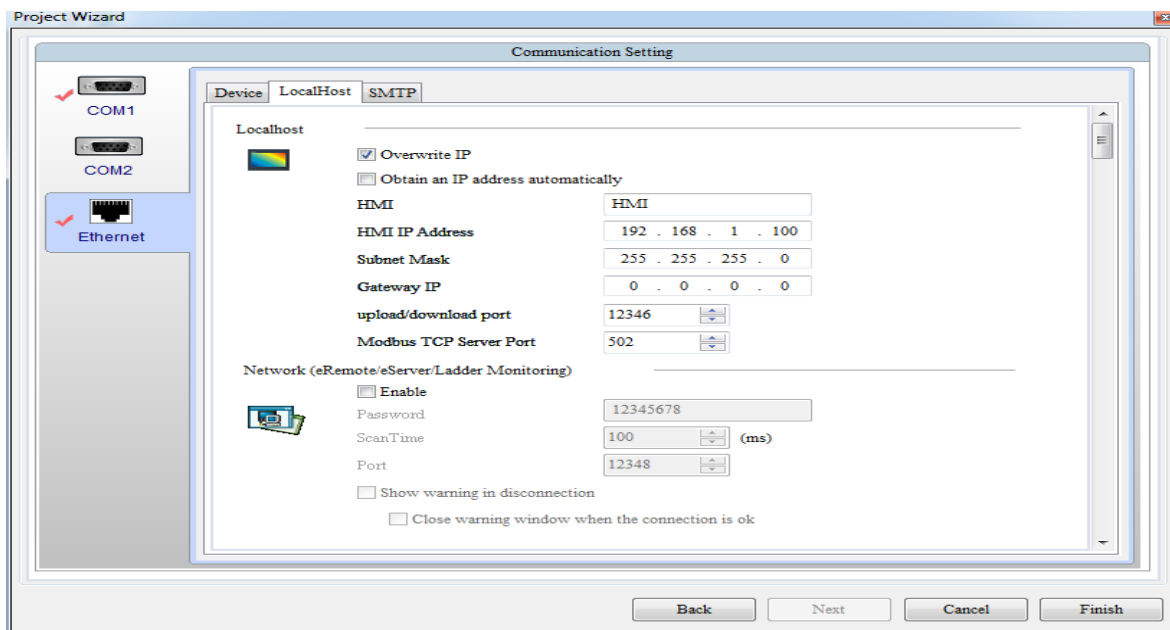 Project Wizard
Communication Setting
COM1
COM2
Ethernet
Device LocalHost SMTP
Localhost
Overwrite IP
Obtain an IP address automatically
HMI HMI
HMI IP Address 192 . 168 . 1 . 100
Subnet Mask 255 . 255 . 255 . 0
Gateway IP 0 . 0 . 0 . 0
upload/download port 12346
Modbus TCP Server Port 502
Network (eRemote/eServer/Ladder Monitoring)
Enable
Password 12345678
ScanTime 100 (ms)
Port 12348
Show warning in disconnection
Close warning window when the connection is ok
Back Next Cancel Finish